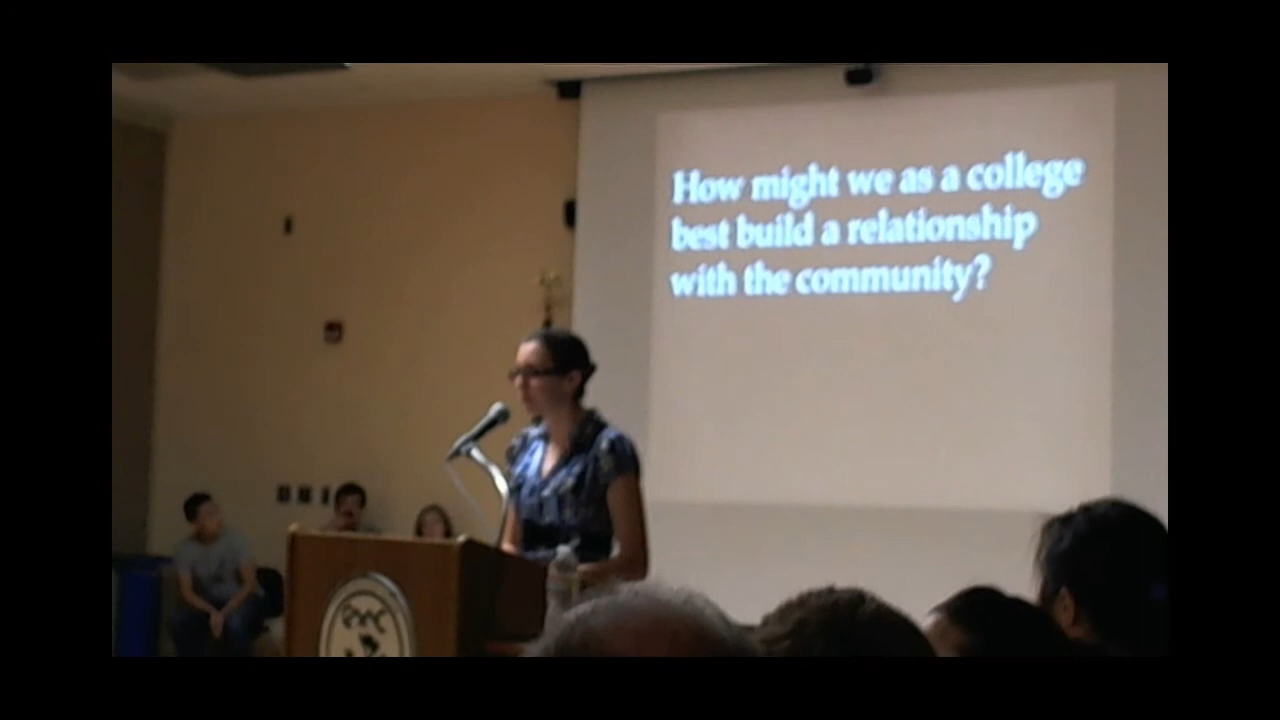 How might we as a college
best build a relationship
with the community?